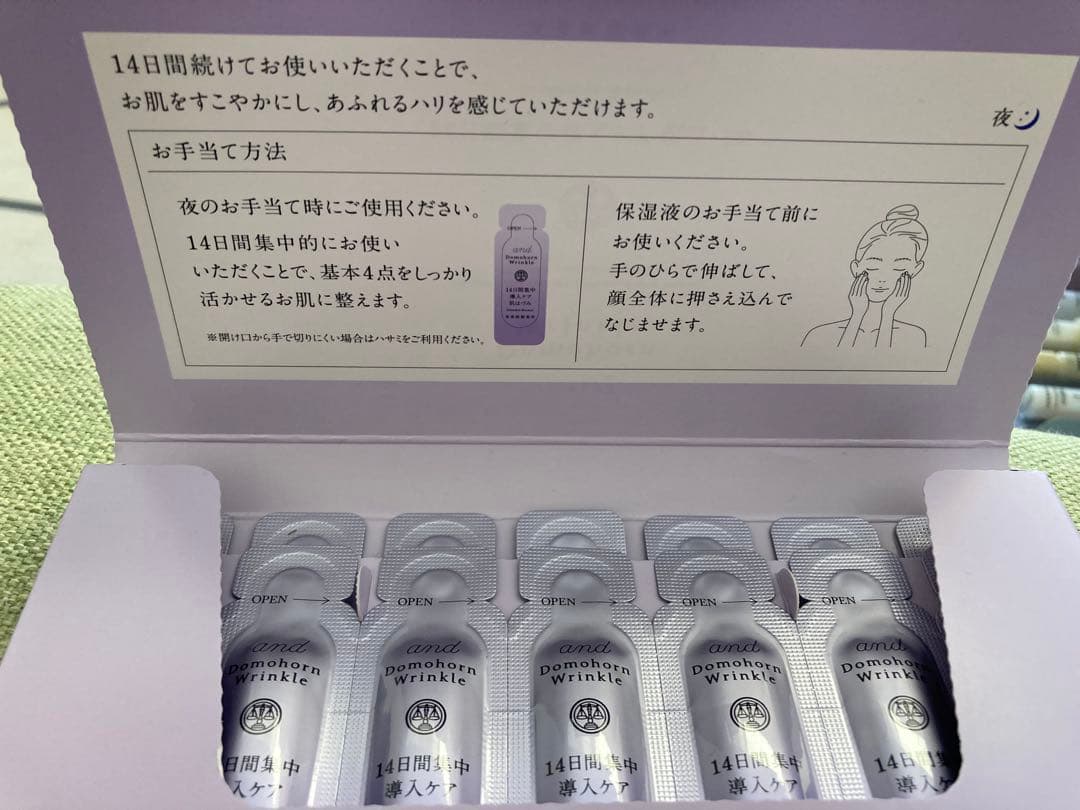 14日間続けてお使いいただくことで、
お肌をすこやかにし、あふれるハリを感じていただけます。
夜
お手当て方法
夜のお手当て時にご使用ください。
14日間集中的にお使い
いただくことで、基本4点をしっかり
活かせるお肌に整えます。
※開け口から手で切りにくい場合はハサミをご利用ください。
OPEN
and
Domohorn
Wrinkle
14日間集中
導入ケア
肌はづみ
保湿液のお手当て前に
お使いください。
手のひらで伸ばして、
顔全体に押さえ込んで
なじませます。
OPEN
and
Domohorn
Wrinkle
日間集中
導入ケア
OPEN
and
Domohorn
Wrinkle
14日間集中
導入ケア
OPEN
and
Domohorn
Wrinkle
14日間集中
導入ケア
OPEN
and
Domohorn
Wrinkle
14日間集中
導入ケア
OPEN
and
Domohorn
Wrinkle
14日間集
導入ケ